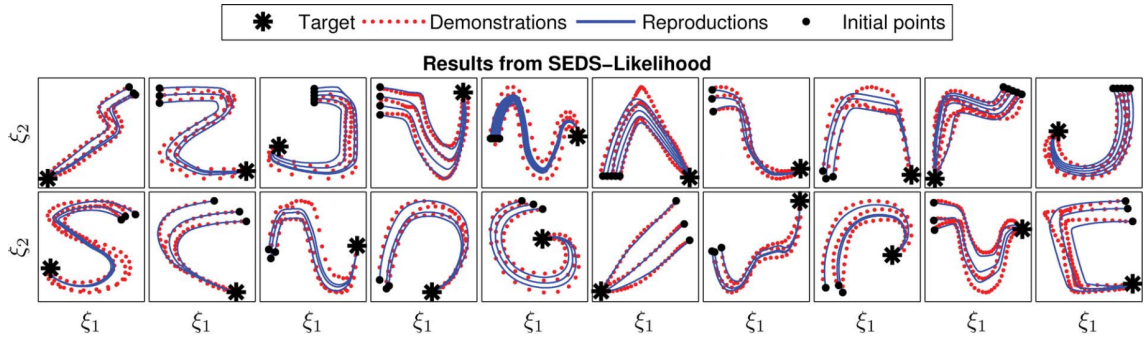 Target Demonstrations Reproductions Initial points
Results from SEDS−Likelihood
ξ2
ξ2
ξ1 ξ1 ξ1 ξ1 ξ1 ξ1 ξ1 ξ1 ξ1 ξ1